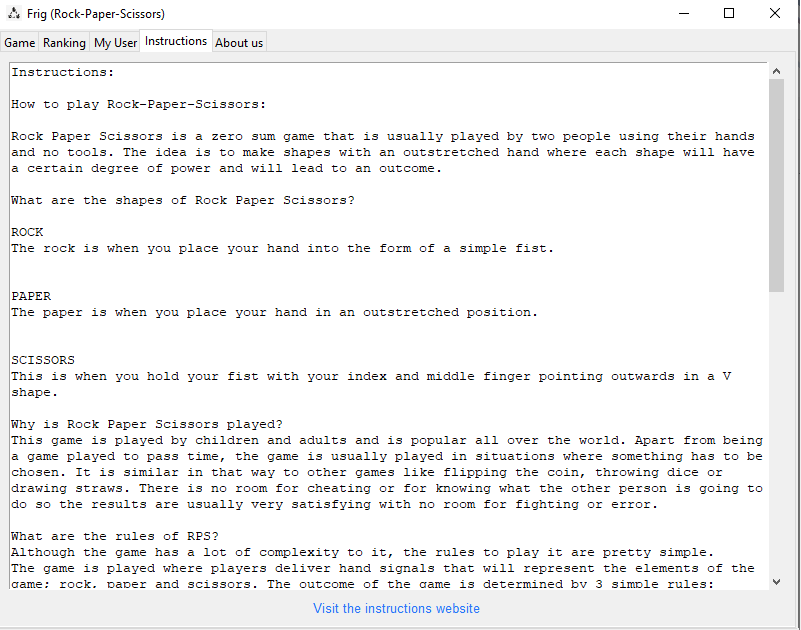 Frig (Rock-Paper-Scissors)
Game Ranking My User Instructions About us
Instructions:
How to play Rock-Paper-Scissors:
Rock Paper Scissors is a zero sum game that is usually played by two people using their hands
and no tools. The idea is to make shapes with an outstretched hand where each shape will have
a certain degree of power and will lead to an outcome.
What are the shapes of Rock Paper Scissors?
ROCK
The rock is when you place your hand into the form of a simple fist.
PAPER
The paper is when you place your hand in an outstretched position.
SCISSORS
This is when you hold your fist with your index and middle finger pointing outwards in a V
shape.
Why is Rock Paper Scissors played?
This game is played by children and adults and is popular all over the world. Apart from being
a game played to pass time, the game is usually played in situations where something has to be
chosen. It is similar in that way to other games like flipping the coin, throwing dice or
drawing straws. There is no room for cheating or for knowing what the other person is going to
do so the results are usually very satisfying with no room for fighting or error.
What are the rules of RPS?
Although the game has a lot of complexity to it, the rules to play it are pretty simple.
The game is played where players deliver hand signals that will represent the elements of the
game; rock, paper and scissors. The outcome of the game is determined by 3 simple rules:
Visit the instructions website